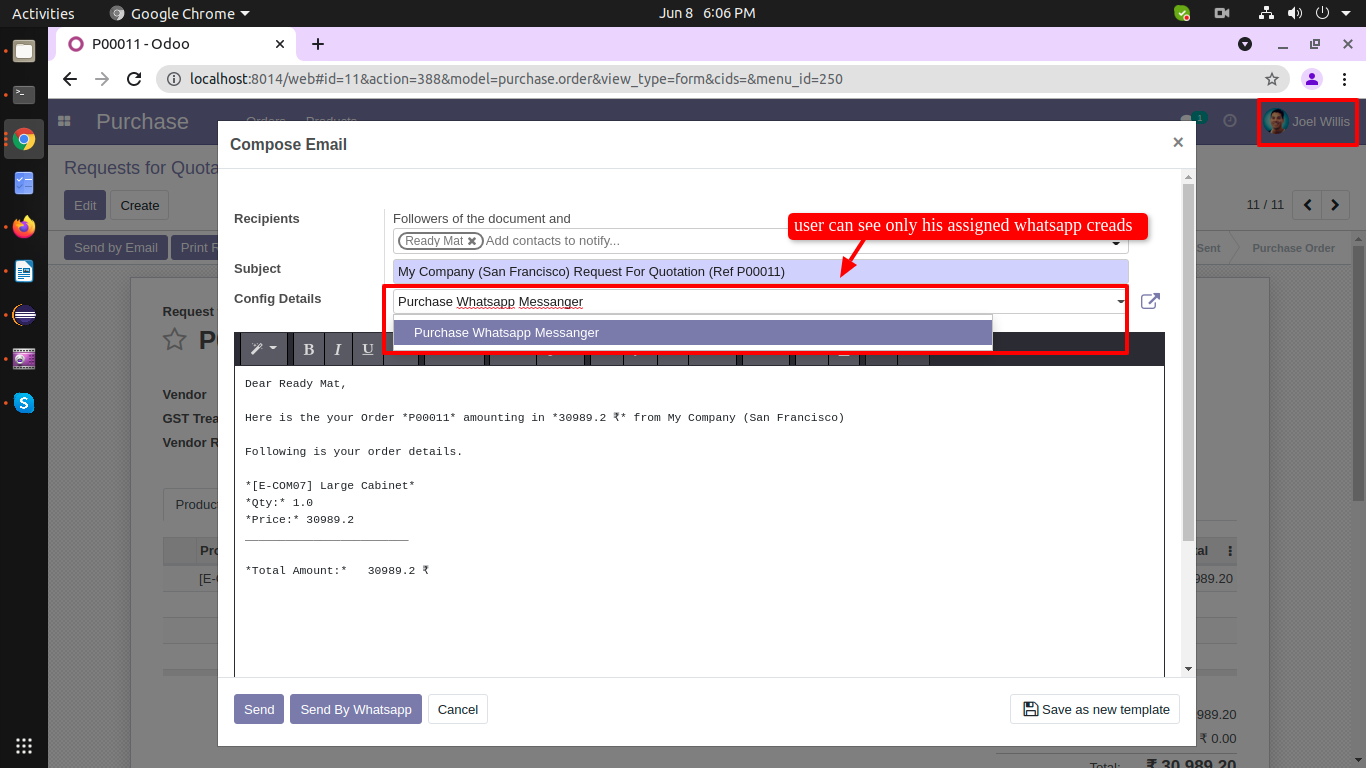 Activities Google Chrome Jun 8 6:06 PM
P00011 - Odoo
localhost:8014/web#id=11&action=388&model=purchase.order&view_type=form&cids=&menu_id=250
Purchase Orders Products 1 Joel Willis
Compose Email
Requests for Quota
Edit Create 11 / 11
Send by Email Print R Sent Purchase Order
Recipients Followers of the document and
user can see only his assigned whatsapp creads
Ready Mat Add contacts to notify...
Subject My Company (San Francisco) Request For Quotation (Ref P00011)
Config Details Purchase Whatsapp Messanger
Purchase Whatsapp Messanger
Request
P
B I U
Vendor
GST Trea
Vendor R
Dear Ready Mat,
Here is the your Order *P00011* amounting in *30989.2 ₹* from My Company (San Francisco)
Following is your order details.
*[E-COM07] Large Cabinet*
*Qty:* 1.0
*Price:* 30989.2
________________________
*Total Amount:* 30989.2 ₹
Produc
Pro tal
[E-C 989.20
Send Send By Whatsapp Cancel Save as new template
989.20
₹ 0.00
Total: ₹ 30,989.20